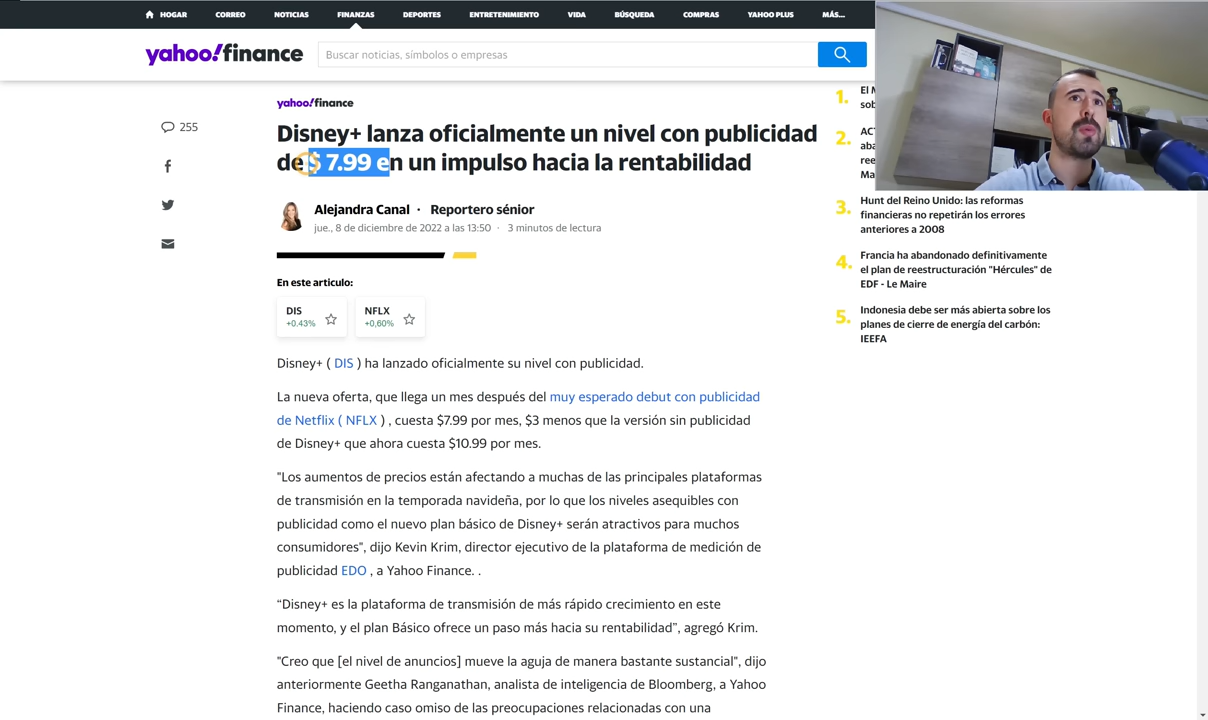 HOGAR CORREO NOTICIAS FINANZAS DEPORTES ENTRETENIMIENTO VIDA BÚSQUEDA COMPRAS YAHOO PLUS MÁS...
yahoo!finance
Buscar noticias, símbolos o empresas
yahoo!finance
255
Disney+ lanza oficialmente un nivel con publicidad
de $ 7.99 en un impulso hacia la rentabilidad
Alejandra Canal · Reportero sénior
jue., 8 de diciembre de 2022 a las 13:50 · 3 minutos de lectura
En este articulo:
DIS
+0.43%
NFLX
+0,60%
Disney+ ( DIS ) ha lanzado oficialmente su nivel con publicidad.
La nueva oferta, que llega un mes después del muy esperado debut con publicidad
de Netflix ( NFLX ) , cuesta $7.99 por mes, $3 menos que la versión sin publicidad
de Disney+ que ahora cuesta $10.99 por mes.
"Los aumentos de precios están afectando a muchas de las principales plataformas
de transmisión en la temporada navideña, por lo que los niveles asequibles con
publicidad como el nuevo plan básico de Disney+ serán atractivos para muchos
consumidores", dijo Kevin Krim, director ejecutivo de la plataforma de medición de
publicidad EDO , a Yahoo Finance. .
“Disney+ es la plataforma de transmisión de más rápido crecimiento en este
momento, y el plan Básico ofrece un paso más hacia su rentabilidad”, agregó Krim.
"Creo que [el nivel de anuncios] mueve la aguja de manera bastante sustancial", dijo
anteriormente Geetha Ranganathan, analista de inteligencia de Bloomberg, a Yahoo
Finance, haciendo caso omiso de las preocupaciones relacionadas con una
1.
El M
sob
2.
ACT
aba
ree
Ma
3.
Hunt del Reino Unido: las reformas
financieras no repetirán los errores
anteriores a 2008
4.
Francia ha abandonado definitivamente
el plan de reestructuración "Hércules" de
EDF - Le Maire
5.
Indonesia debe ser más abierta sobre los
planes de cierre de energía del carbón:
IEEFA